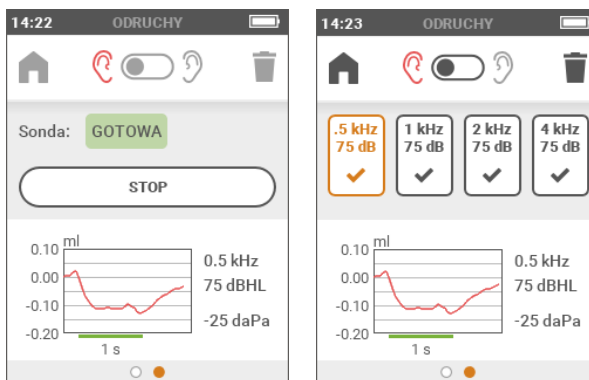 14:22 ODRUCHY
Sonda: GOTOWA
STOP
ml
0.10
0.00
-0.10
-0.20
0.5 kHz
75 dBHL
-25 daPa
1 s
14:23 ODRUCHY
.5 kHz 1 kHz 2 kHz 4 kHz
75 dB 75 dB 75 dB 75 dB
ml
0.10
0.00
-0.10
-0.20
0.5 kHz
75 dBHL
-25 daPa
1 s